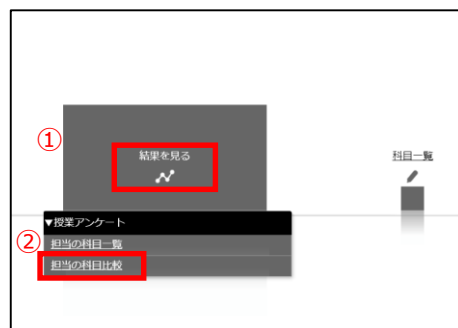 ①
結果を見る
科目一覧
▼授業アンケート
②
担当の科目一覧
担当の科目比較